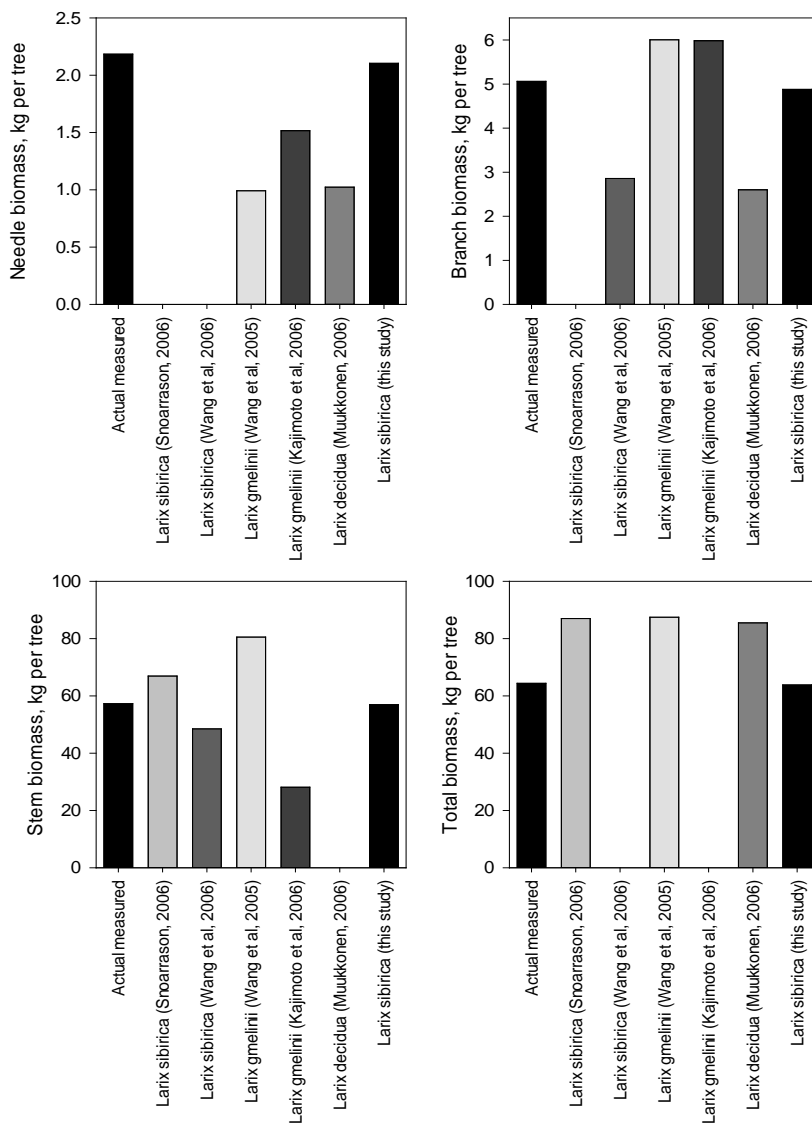 Needle biomass, kg per tree
2.5
2.0
1.5
1.0
0.5
0.0
Actual measured
Larix sibirica (Snoarrason, 2006)
Larix sibirica (Wang et al, 2006)
Larix gmelinii (Wang et al, 2005)
Larix gmelinii (Kajimoto et al, 2006)
Larix decidua (Muukkonen, 2006)
Larix sibirica (this study)
Branch biomass, kg per tree
6
5
4
3
2
1
0
Actual measured
Larix sibirica (Snoarrason, 2006)
Larix sibirica (Wang et al, 2006)
Larix gmelinii (Wang et al, 2005)
Larix gmelinii (Kajimoto et al, 2006)
Larix decidua (Muukkonen, 2006)
Larix sibirica (this study)
Stem biomass, kg per tree
100
80
60
40
20
0
Actual measured
Larix sibirica (Snoarrason, 2006)
Larix sibirica (Wang et al, 2006)
Larix gmelinii (Wang et al, 2005)
Larix gmelinii (Kajimoto et al, 2006)
Larix decidua (Muukkonen, 2006)
Larix sibirica (this study)
Total biomass, kg per tree
100
80
60
40
20
0
Actual measured
Larix sibirica (Snoarrason, 2006)
Larix sibirica (Wang et al, 2006)
Larix gmelinii (Wang et al, 2005)
Larix gmelinii (Kajimoto et al, 2006)
Larix decidua (Muukkonen, 2006)
Larix sibirica (this study)